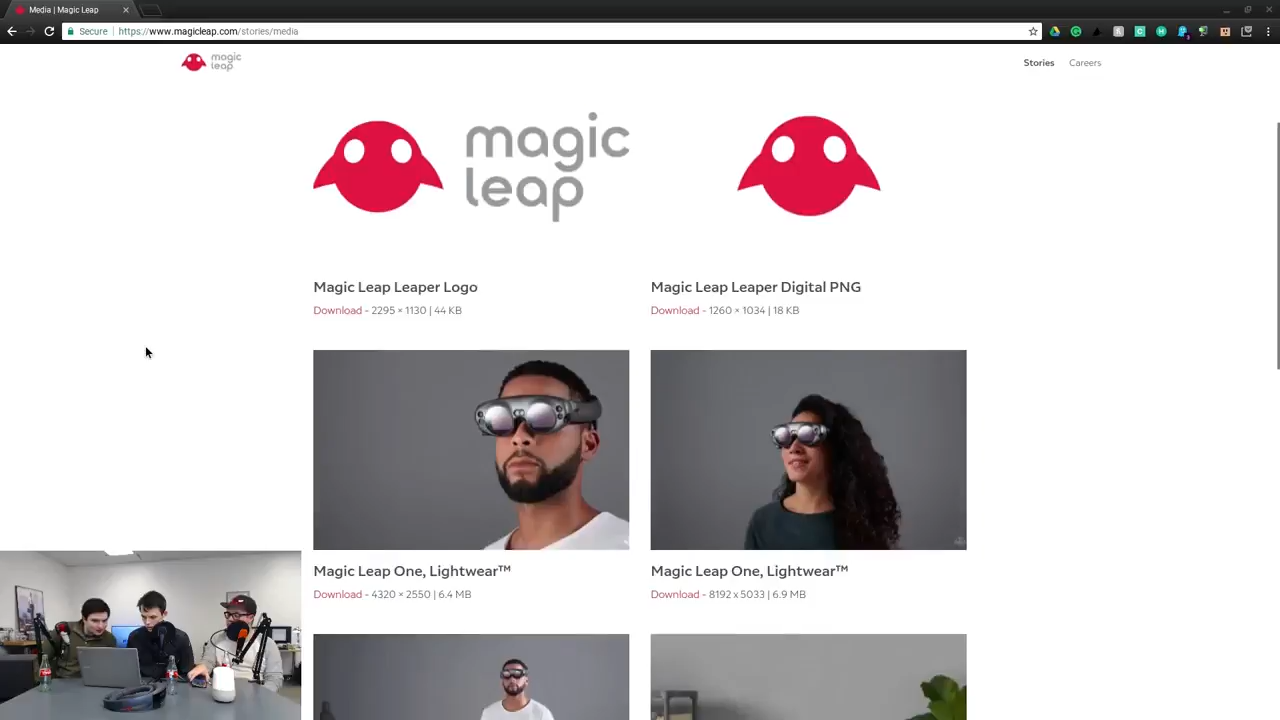 Media | Magic Leap
Secure
https://www.magicleap.com/stories/media
magic
leap
Stories
Careers
magic
leap
Magic Leap Leaper Logo
Magic Leap Leaper Digital PNG
Download - 2295 × 1130 | 44 KB
Download - 1260 × 1034 | 18 KB
Magic Leap One, Lightwear™
Magic Leap One, Lightwear™
Download - 4320 × 2550 | 6.4 MB
Download - 8192 x 5033 | 6.9 MB